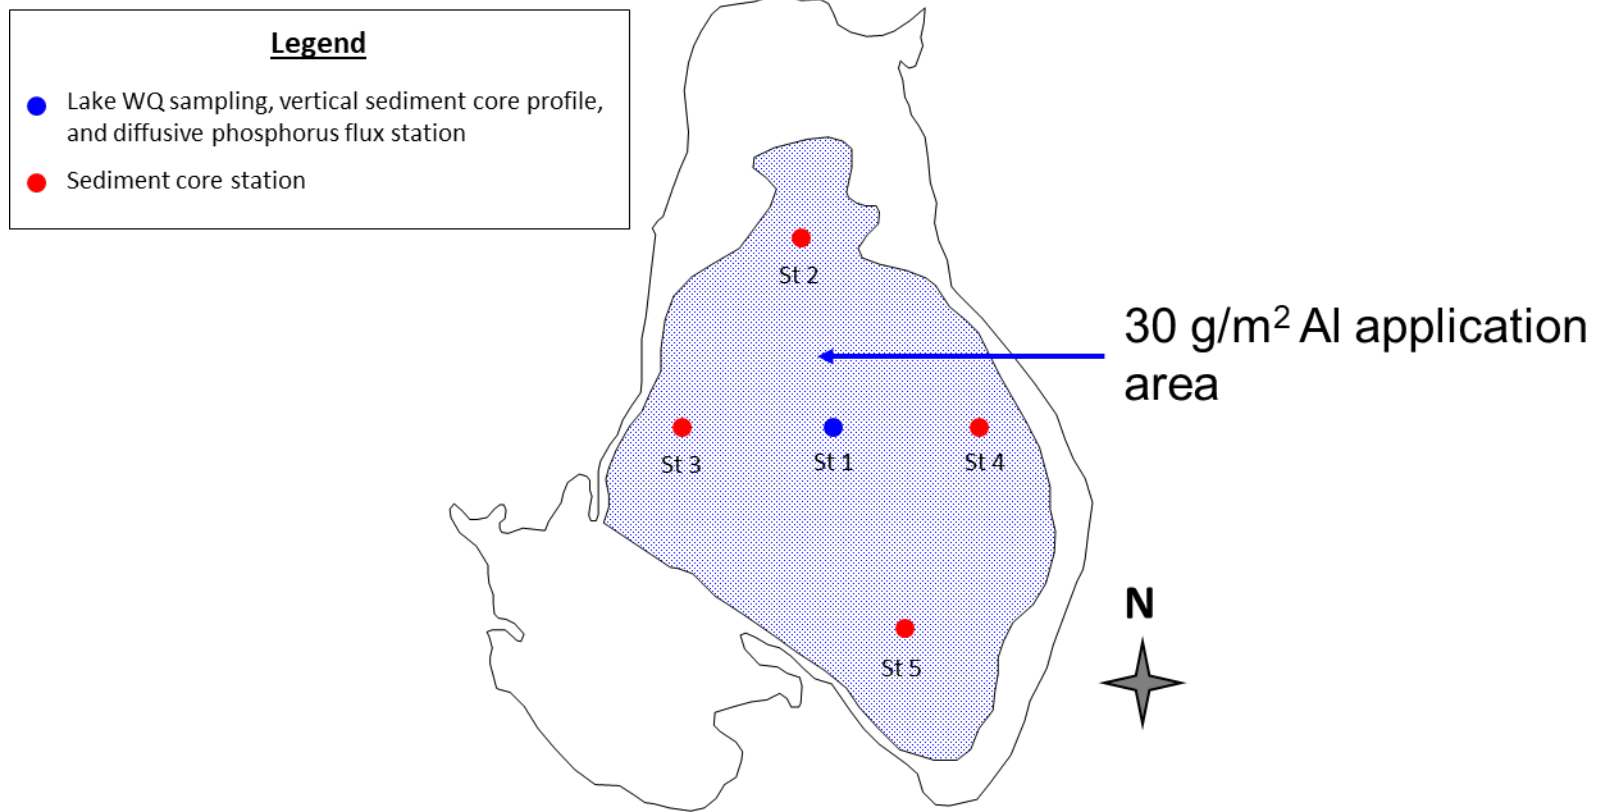 Legend
Lake WQ sampling, vertical sediment core profile,
and diffusive phosphorus flux station
Sediment core station
St 2
30 g/m² Al application
area
St 3
St 1
St 4
N
St 5